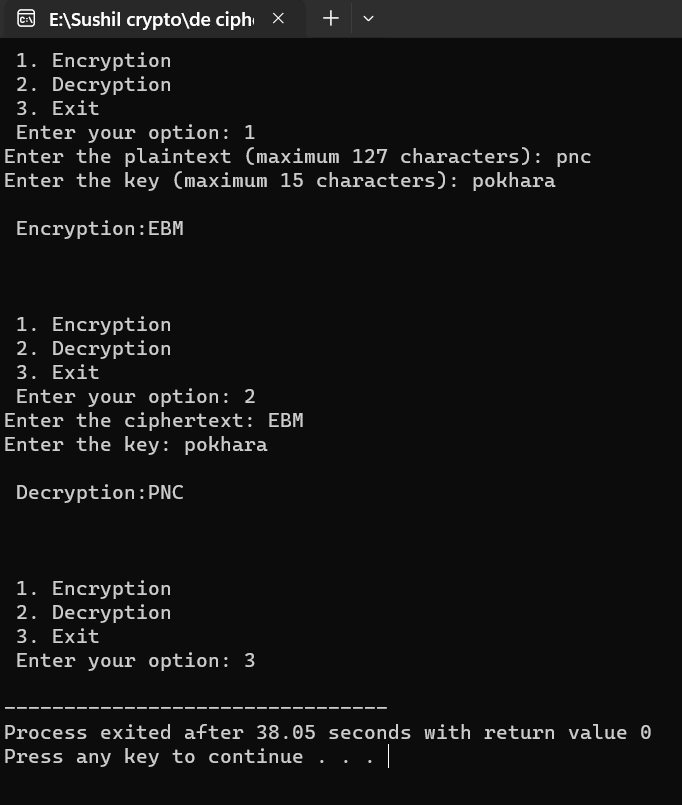 E:\Sushil crypto\de ciph
1. Encryption
2. Decryption
3. Exit
Enter your option: 1
Enter the plaintext (maximum 127 characters): pnc
Enter the key (maximum 15 characters): pokhara
Encryption:EBM
1. Encryption
2. Decryption
3. Exit
Enter your option: 2
Enter the ciphertext: EBM
Enter the key: pokhara
Decryption:PNC
1. Encryption
2. Decryption
3. Exit
Enter your option: 3
--------------------------------
Process exited after 38.05 seconds with return value 0
Press any key to continue . . .